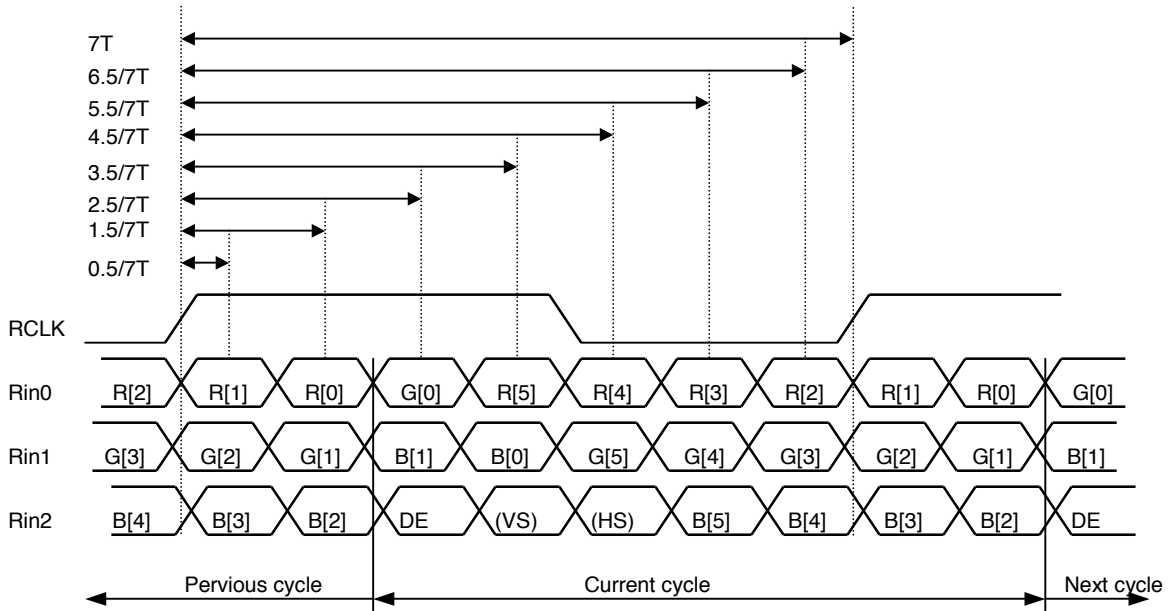 7T
6.5/7T
5.5/7T
4.5/7T
3.5/7T
2.5/7T
1.5/7T
0.5/7T
RCLK
Rin0 R[2] R[1] R[0] G[0] R[5] R[4] R[3] R[2] R[1] R[0] G[0]
Rin1 G[3] G[2] G[1] B[1] B[0] G[5] G[4] G[3] G[2] G[1] B[1]
Rin2 B[4] B[3] B[2] DE (VS) (HS) B[5] B[4] B[3] B[2] DE
Pervious cycle Current cycle Next cycle